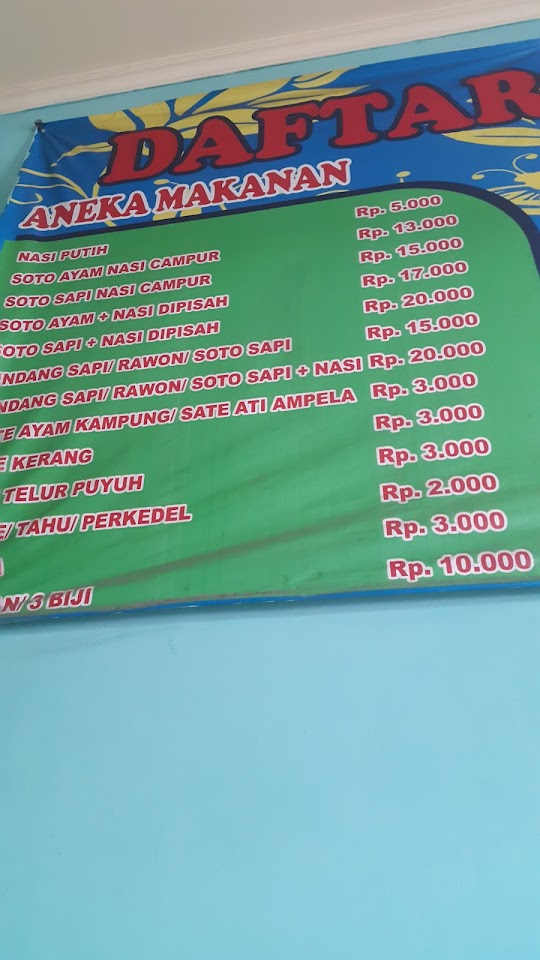 DAFTAR
ANEKA MAKANAN
NASI PUTIH Rp. 5.000
SOTO AYAM NASI CAMPUR Rp. 13.000
SOTO SAPI NASI CAMPUR Rp. 15.000
SOTO AYAM + NASI DIPISAH Rp. 17.000
SOTO SAPI + NASI DIPISAH Rp. 20.000
NDANG SAPI/ RAWON/ SOTO SAPI Rp. 15.000
NDANG SAPI/ RAWON/ SOTO SAPI + NASI Rp. 20.000
TE AYAM KAMPUNG/ SATE ATI AMPELA Rp. 3.000
E KERANG Rp. 3.000
TELUR PUYUH Rp. 3.000
E/ TAHU/ PERKEDEL Rp. 2.000
Rp. 3.000
AN/ 3 BIJI Rp. 10.000